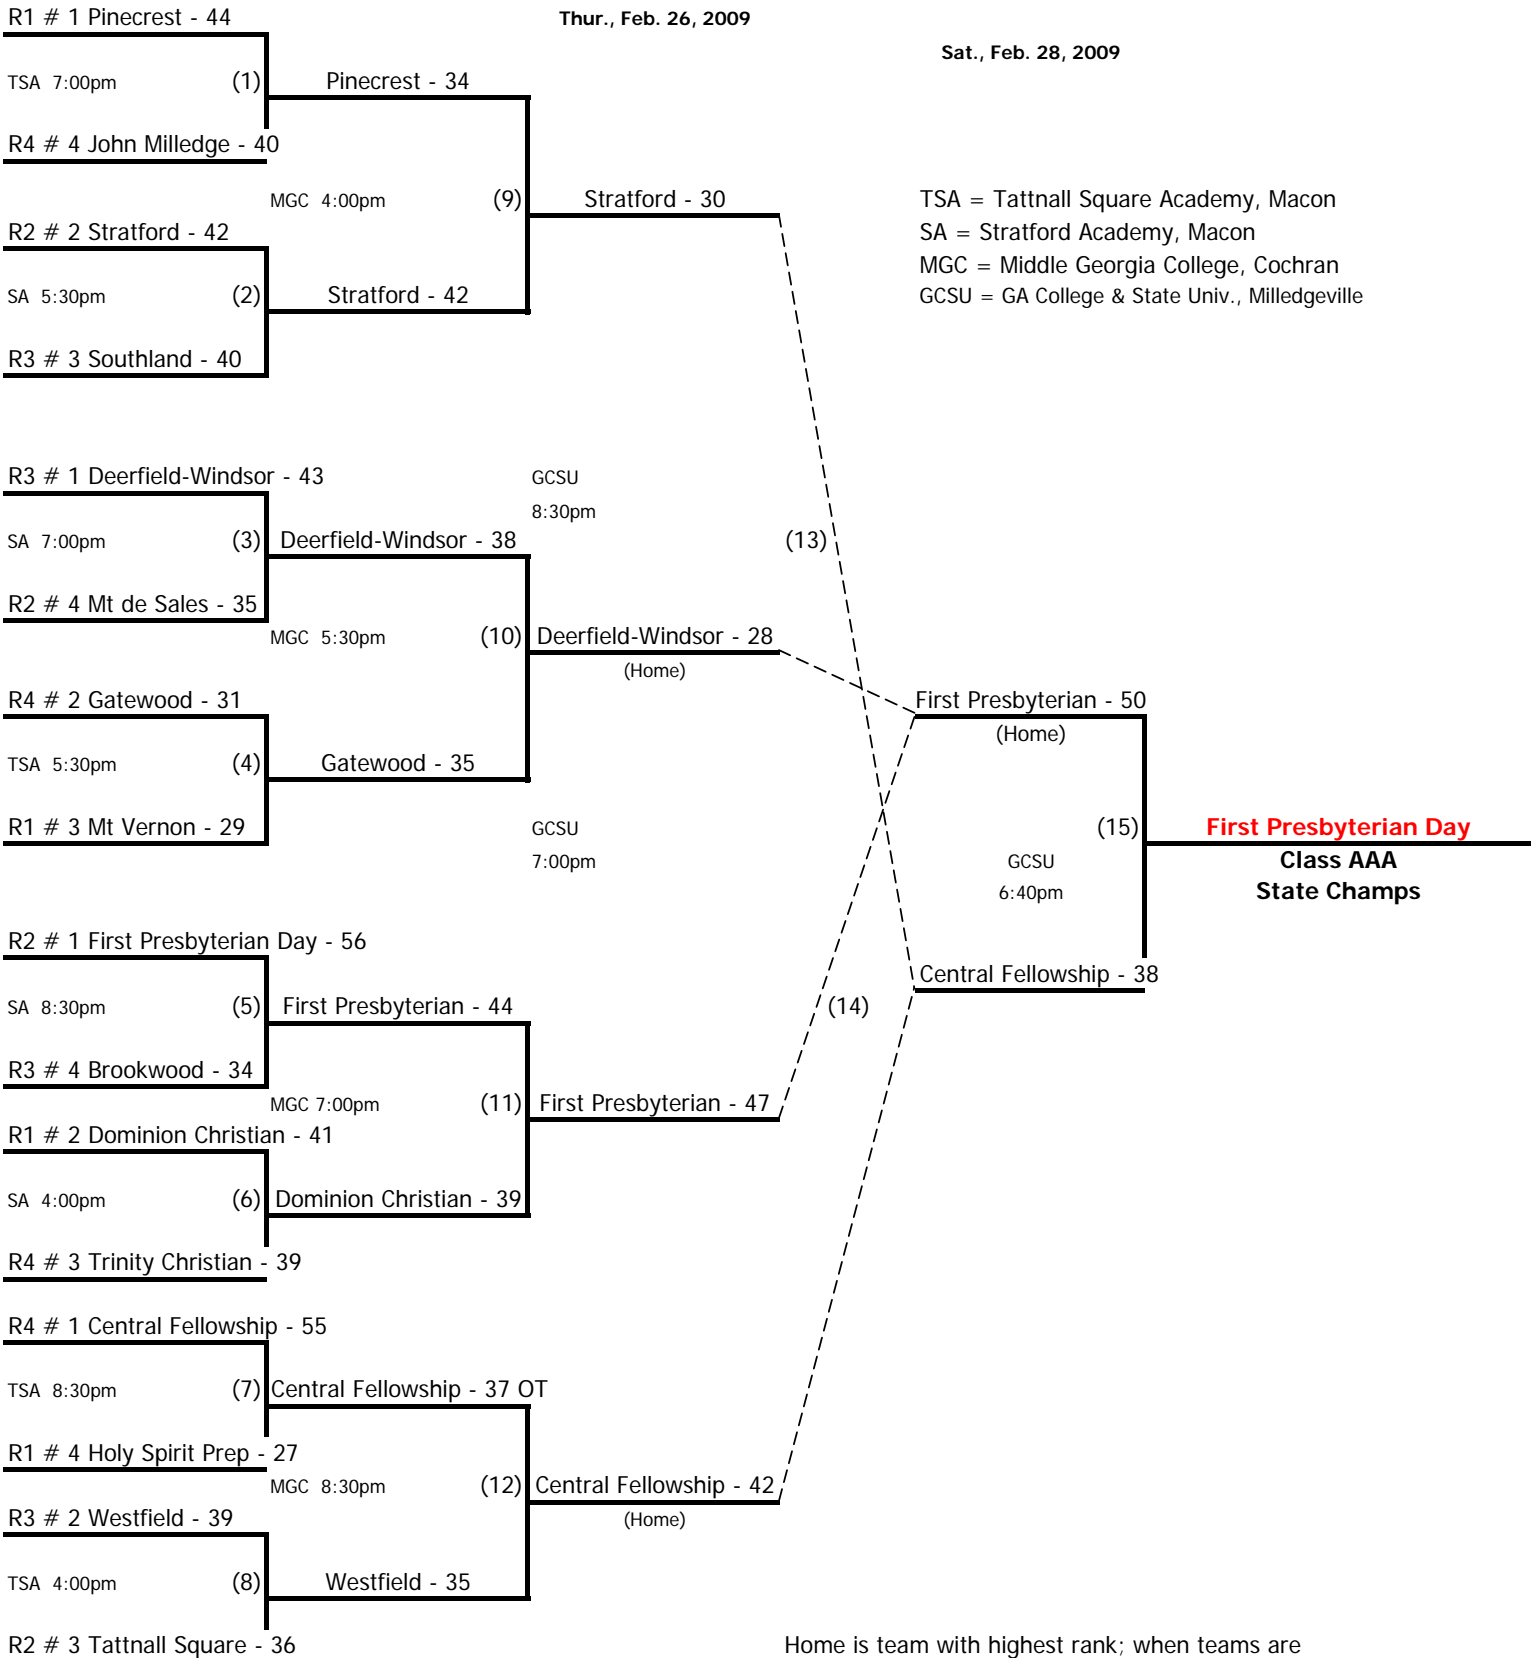 R1 # 1 Pinecrest - 44
Thur., Feb. 26, 2009
Sat., Feb. 28, 2009
TSA 7:00pm
(1)
Pinecrest - 34
R4 # 4 John Milledge - 40
MGC 4:00pm
(9)
Stratford - 30
TSA = Tattnall Square Academy, Macon
R2 # 2 Stratford - 42
SA = Stratford Academy, Macon
MGC = Middle Georgia College, Cochran
SA 5:30pm
(2)
Stratford - 42
GCSU = GA College & State Univ., Milledgeville
R3 # 3 Southland - 40
R3 # 1 Deerfield-Windsor - 43
GCSU
8:30pm
SA 7:00pm
(3)
Deerfield-Windsor - 38
(13)
R2 # 4 Mt de Sales - 35
MGC 5:30pm
(10)
Deerfield-Windsor - 28
(Home)
R4 # 2 Gatewood - 31
First Presbyterian - 50
(Home)
TSA 5:30pm
(4)
Gatewood - 35
R1 # 3 Mt Vernon - 29
GCSU
(15)
First Presbyterian Day
7:00pm
GCSU
Class AAA
6:40pm
State Champs
R2 # 1 First Presbyterian Day - 56
Central Fellowship - 38
SA 8:30pm
(5)
First Presbyterian - 44
(14)
R3 # 4 Brookwood - 34
MGC 7:00pm
(11)
First Presbyterian - 47
R1 # 2 Dominion Christian - 41
SA 4:00pm
(6)
Dominion Christian - 39
R4 # 3 Trinity Christian - 39
R4 # 1 Central Fellowship - 55
TSA 8:30pm
(7)
Central Fellowship - 37 OT
R1 # 4 Holy Spirit Prep - 27
MGC 8:30pm
(12)
Central Fellowship - 42
(Home)
R3 # 2 Westfield - 39
TSA 4:00pm
(8)
Westfield - 35
R2 # 3 Tattnall Square - 36
Home is team with highest rank; when teams are